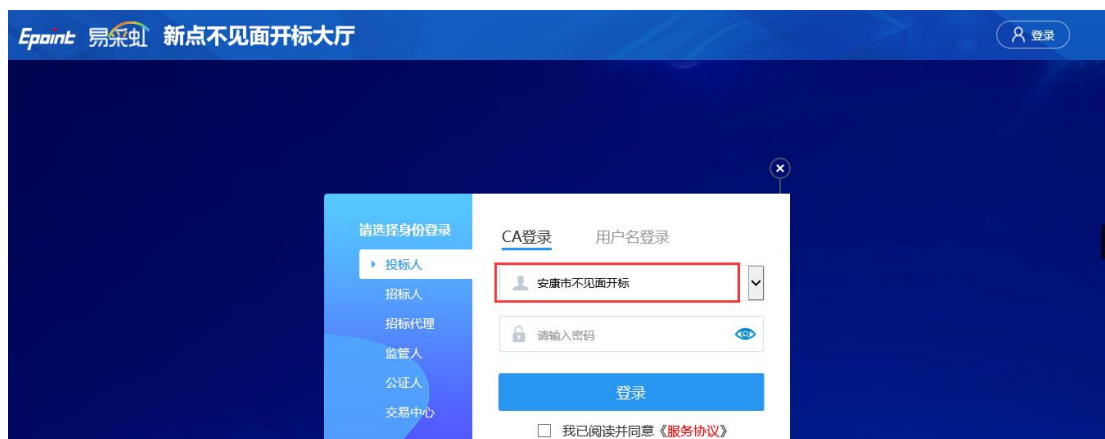 Epoint 易采虹 新点不见面开标大厅
登录
请选择身份登录
投标人
招标人
招标代理
监管人
公证人
交易中心
CA登录 用户名登录
安康市不见面开标
请输入密码
登录
我已阅读并同意《服务协议》